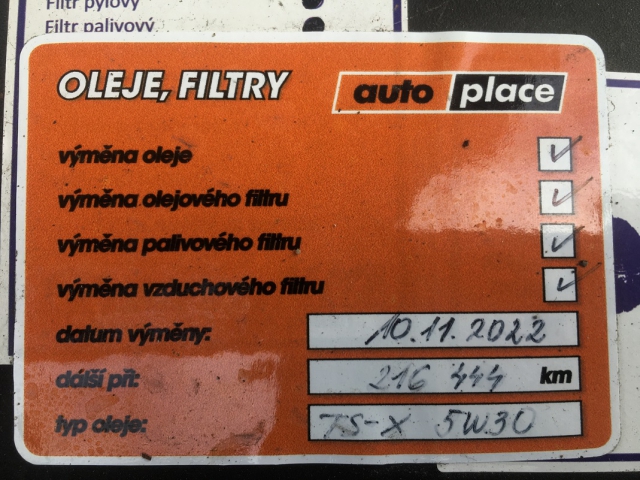 Filtr pylový
Filtr palivový
OLEJE, FILTRY auto place
výměna oleje ✓
výměna olejového filtru ✓
výměna palivového filtru ✓
výměna vzduchového filtru ✓
datum výměny: 10.11.2022
dálší při: 216 444 km
typ oleje: TS-X 5W30